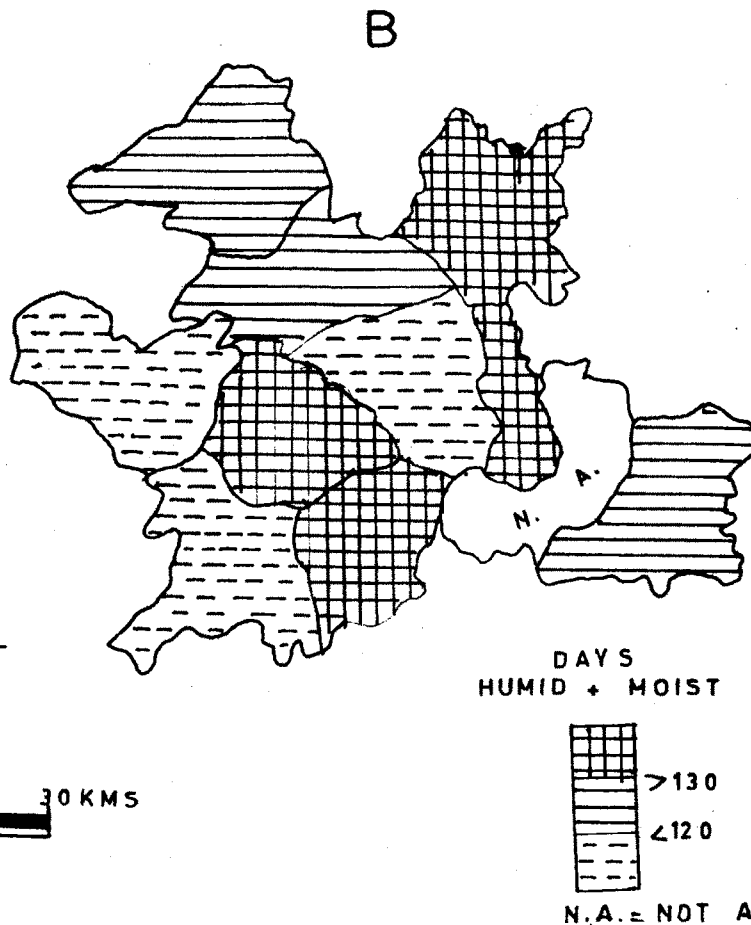 B
N. A.
DAYS
HUMID + MOIST
>130
<120
30 KMS
N.A. = NOT A